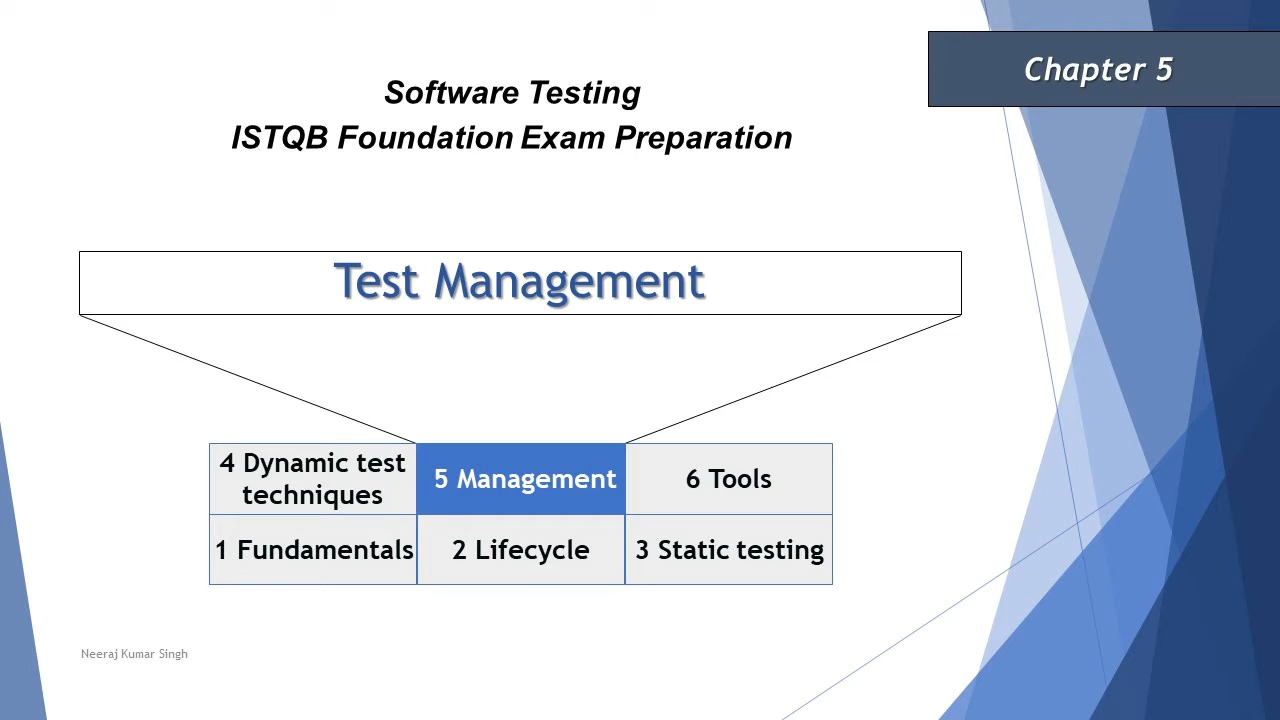 Chapter 5
Software Testing
ISTQB Foundation Exam Preparation
Test Management
4 Dynamic test
techniques
5 Management
6 Tools
1 Fundamentals
2 Lifecycle
3 Static testing
Neeraj Kumar Singh